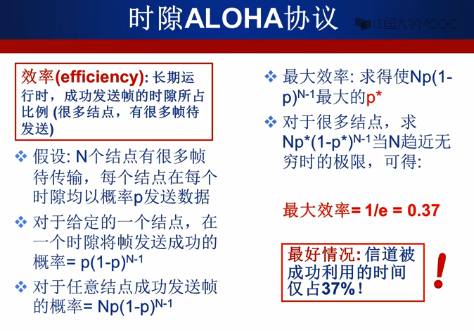 时隙ALOHA协议
中国大学MOOC
效率(efficiency): 长期运
行时，成功发送帧的时隙所占
比例 (很多结点，有很多帧待
发送)
假设: N个结点有很多帧
待传输，每个结点在每个
时隙均以概率p发送数据
对于给定的一个结点，在
一个时隙将帧发送成功的
概率= p(1-p)N-1
对于任意结点成功发送帧
的概率= Np(1-p)N-1
最大效率: 求得使Np(1-
p)N-1最大的p*
对于很多结点，求
Np*(1-p*)N-1当N趋近无
穷时的极限，可得:
最大效率= 1/e = 0.37
最好情况: 信道被
成功利用的时间
仅占37%!
!